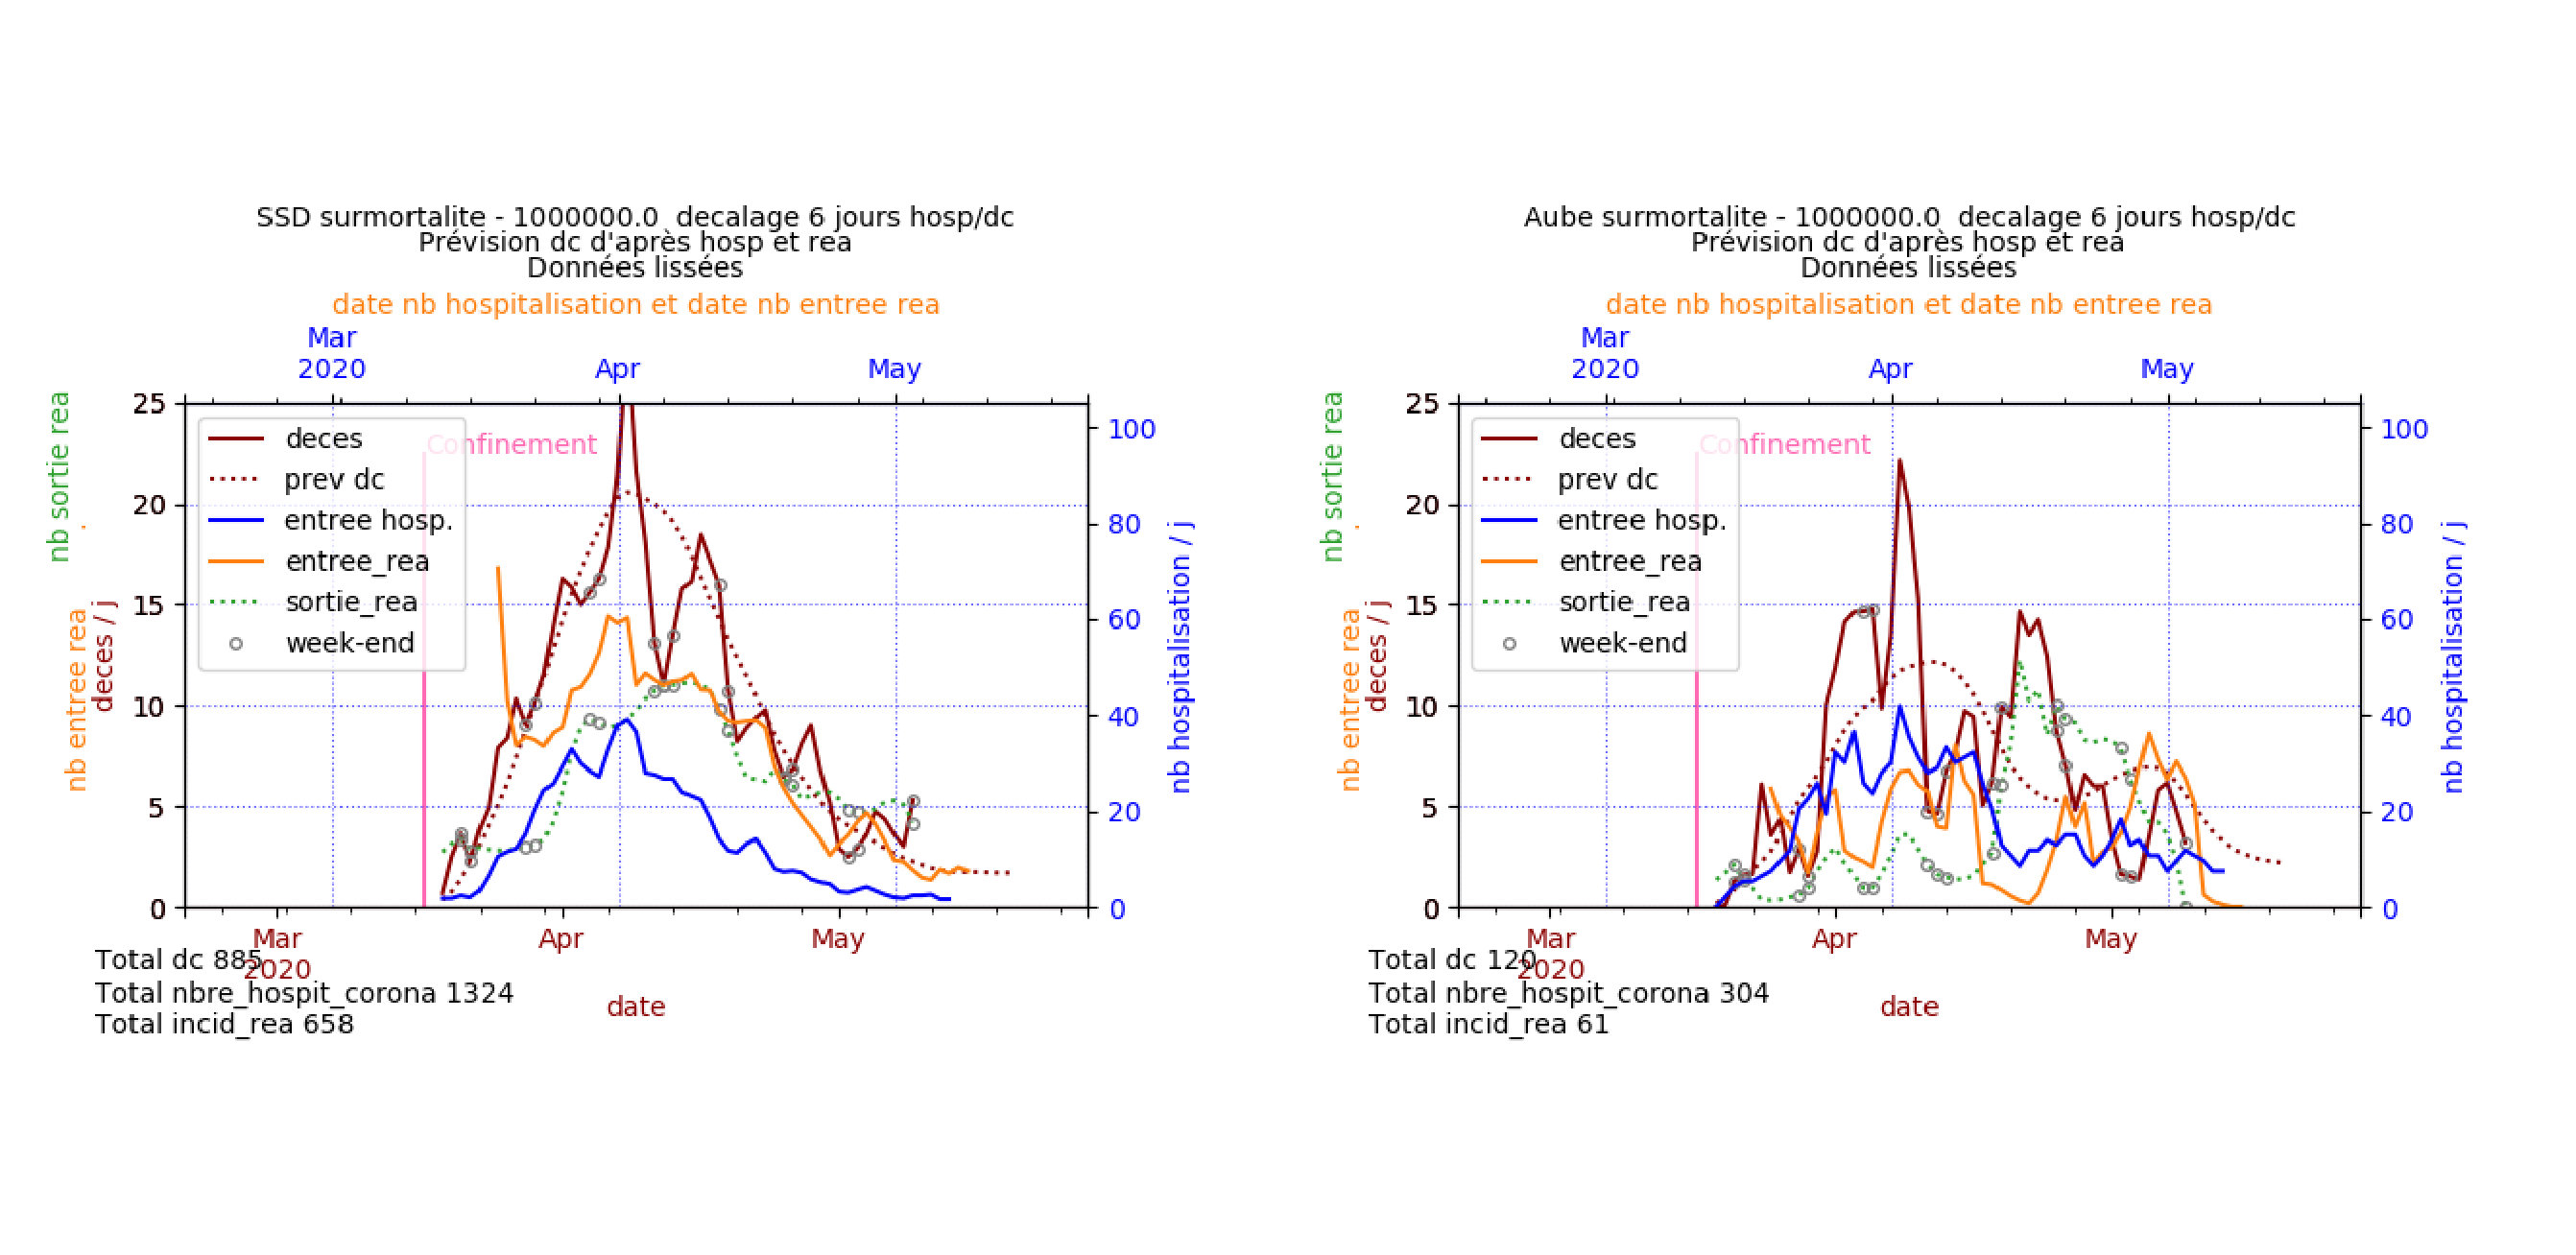 SSD surmortalite - 1000000.0  decalage 6 jours hosp/dc
Prévision dc d'après hosp et rea
Données lissées
date nb hospitalisation et date nb entree rea
Mar
2020
Apr
May
nb sortie rea
nb entree rea
deces / j
25
20
15
10
5
0
Confinement
deces
prev dc
entree hosp.
entree_rea
sortie_rea
week-end
100
80
60
40
20
0
nb hospitalisation / j
Mar
2020
Apr
May
date
Total dc 885
Total nbre_hospit_corona 1324
Total incid_rea 658
Aube surmortalite - 1000000.0  decalage 6 jours hosp/dc
Prévision dc d'après hosp et rea
Données lissées
date nb hospitalisation et date nb entree rea
Mar
2020
Apr
May
nb sortie rea
nb entree rea
deces / j
25
20
15
10
5
0
Confinement
deces
prev dc
entree hosp.
entree_rea
sortie_rea
week-end
100
80
60
40
20
0
nb hospitalisation / j
Mar
2020
Apr
May
date
Total dc 120
Total nbre_hospit_corona 304
Total incid_rea 61